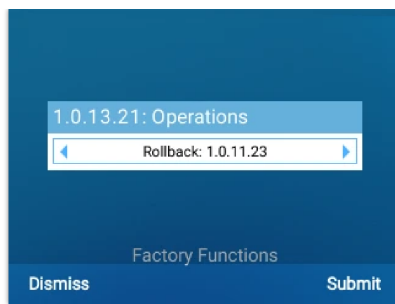 1.0.13.21: Operations
Rollback: 1.0.11.23
Factory Functions
Dismiss Submit